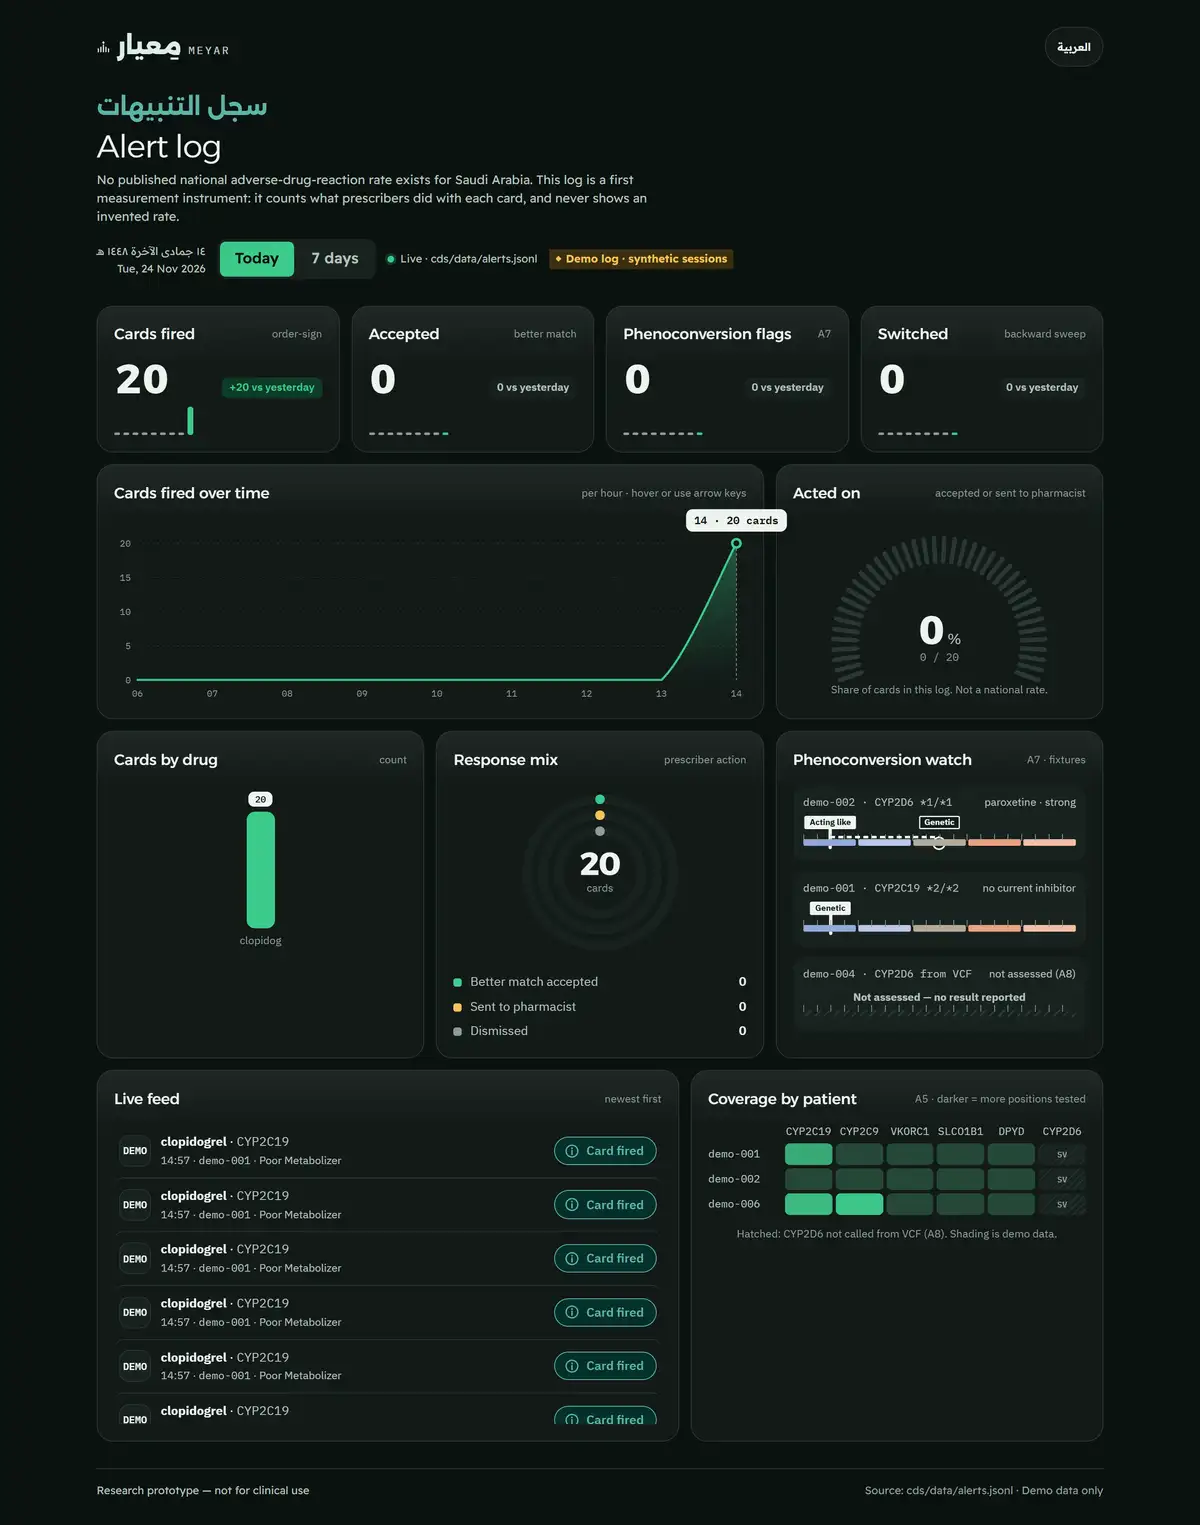 مِعيار MEYAR
العربية
سجل التنبيهات
Alert log
No published national adverse-drug-reaction rate exists for Saudi Arabia. This log is a first
measurement instrument: it counts what prescribers did with each card, and never shows an
invented rate.
١٤ جمادى الآخرة ١٤٤٨ هـ
Tue, 24 Nov 2026
Today
7 days
Live · cds/data/alerts.jsonl
Demo log · synthetic sessions
Cards fired
order-sign
20
+20 vs yesterday
Accepted
better match
0
0 vs yesterday
Phenoconversion flags
A7
0
0 vs yesterday
Switched
backward sweep
0
0 vs yesterday
Cards fired over time
per hour · hover or use arrow keys
14 · 20 cards
20
15
10
5
0
06 07 08 09 10 11 12 13 14
Acted on
accepted or sent to pharmacist
0 %
0 / 20
Share of cards in this log. Not a national rate.
Cards by drug
count
20
clopidog
Response mix
prescriber action
20
cards
Better match accepted 0
Sent to pharmacist 0
Dismissed 0
Phenoconversion watch
A7 · fixtures
demo-002 · CYP2D6 *1/*1
paroxetine · strong
Acting like
Genetic
demo-001 · CYP2C19 *2/*2
no current inhibitor
Genetic
demo-004 · CYP2D6 from VCF
not assessed (A8)
Not assessed — no result reported
Live feed
newest first
DEMO
clopidogrel · CYP2C19
14:57 · demo-001 · Poor Metabolizer
Card fired
DEMO
clopidogrel · CYP2C19
14:57 · demo-001 · Poor Metabolizer
Card fired
DEMO
clopidogrel · CYP2C19
14:57 · demo-001 · Poor Metabolizer
Card fired
DEMO
clopidogrel · CYP2C19
14:57 · demo-001 · Poor Metabolizer
Card fired
DEMO
clopidogrel · CYP2C19
14:57 · demo-001 · Poor Metabolizer
Card fired
DEMO
clopidogrel · CYP2C19
Card fired
Coverage by patient
A5 · darker = more positions tested
CYP2C19 CYP2C9 VKORC1 SLCO1B1 DPYD CYP2D6
demo-001 SV
demo-002 SV
demo-006 SV
Hatched: CYP2D6 not called from VCF (A8). Shading is demo data.
Research prototype — not for clinical use
Source: cds/data/alerts.jsonl · Demo data only